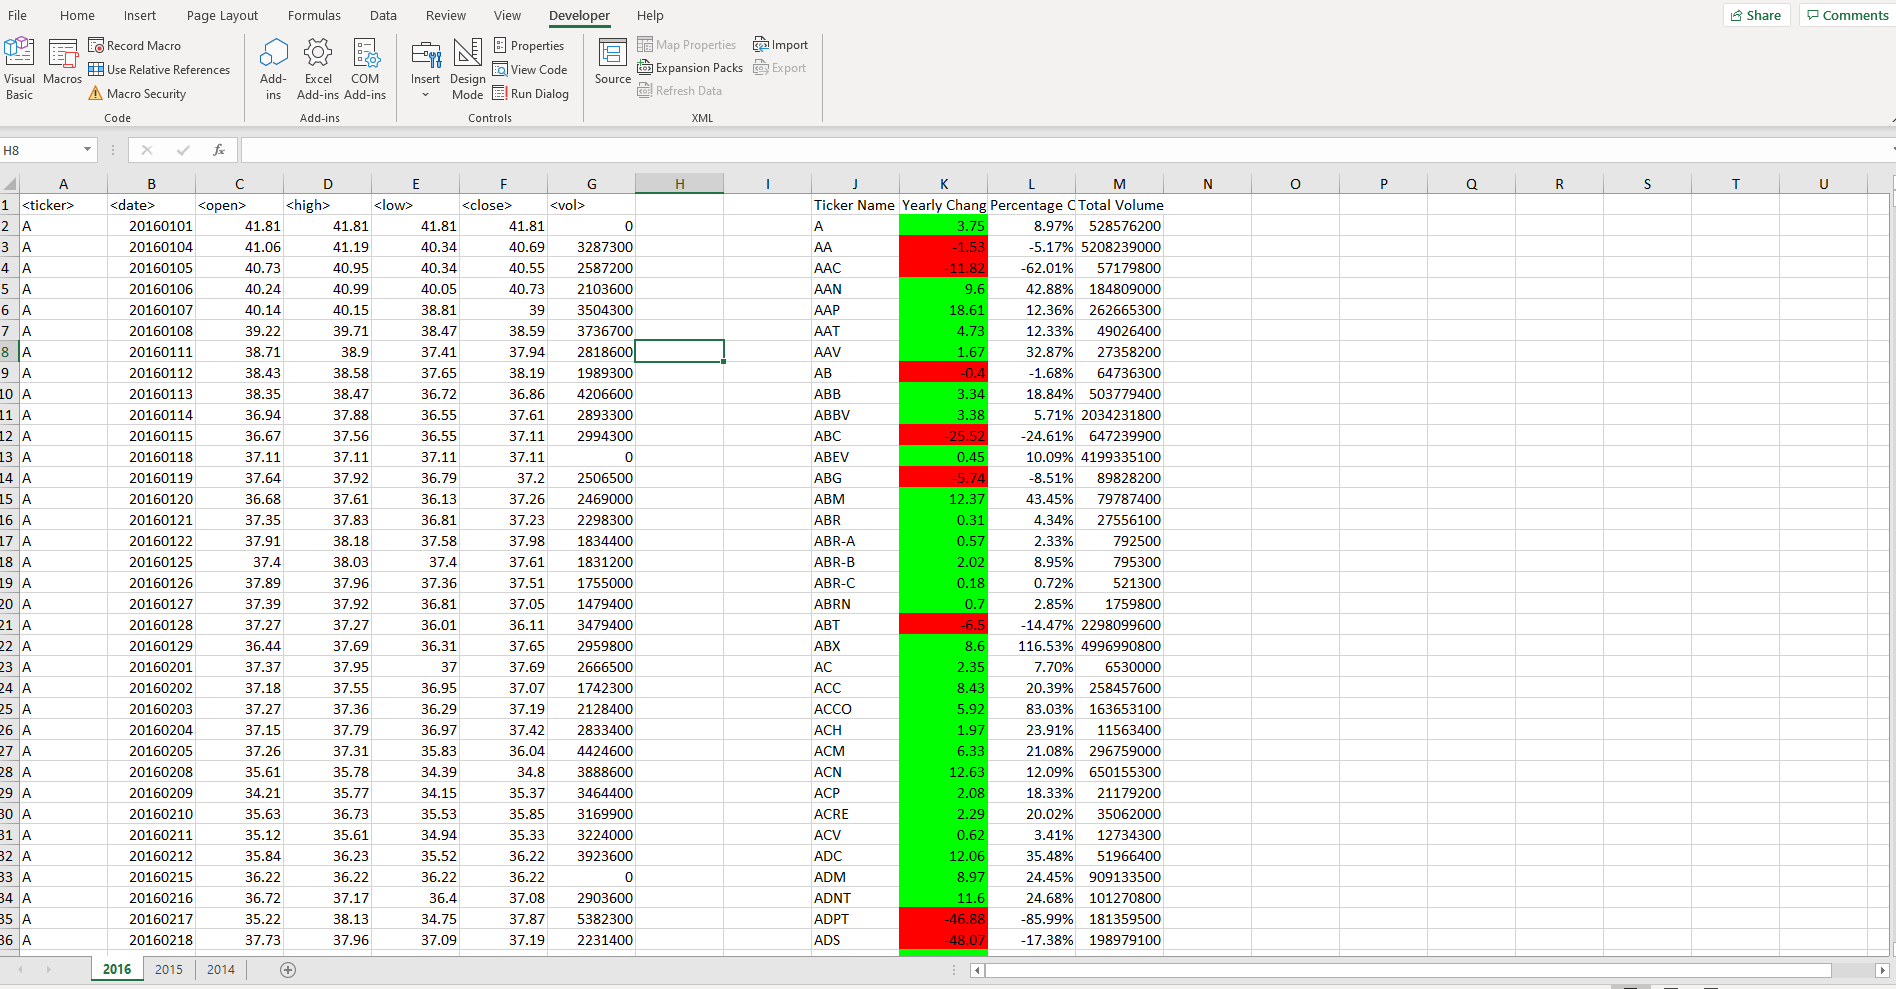 File Home Insert Page Layout Formulas Data Review View Developer Help Share Comments
Visual Basic Macros Record Macro Use Relative References Macro Security Code
Add-ins Excel Add-ins COM Add-ins Add-ins
Insert Design Mode Properties View Code Run Dialog Controls
Source Map Properties Expansion Packs Refresh Data Import Export XML
H8 fx
A B C D E F G H I J K L M N O P Q R S T U
1 <ticker> <date> <open> <high> <low> <close> <vol> Ticker Name Yearly Chang Percentage C Total Volume
2 A 20160101 41.81 41.81 41.81 41.81 0 A 3.75 8.97% 528576200
3 A 20160104 41.06 41.19 40.34 40.69 3287300 AA -1.53 -5.17% 5208239000
4 A 20160105 40.73 40.95 40.34 40.55 2587200 AAC -11.82 -62.01% 57179800
5 A 20160106 40.24 40.99 40.05 40.73 2103600 AAN 9.6 42.88% 184809000
6 A 20160107 40.14 40.15 38.81 39 3504300 AAP 18.61 12.36% 262665300
7 A 20160108 39.22 39.71 38.47 38.59 3736700 AAT 4.73 12.33% 49026400
8 A 20160111 38.71 38.9 37.41 37.94 2818600 AAV 1.67 32.87% 27358200
9 A 20160112 38.43 38.58 37.65 38.19 1989300 AB -0.4 -1.68% 64736300
10 A 20160113 38.35 38.47 36.72 36.86 4206600 ABB 3.34 18.84% 503779400
11 A 20160114 36.94 37.88 36.55 37.61 2893300 ABBV 3.38 5.71% 2034231800
12 A 20160115 36.67 37.56 36.55 37.11 2994300 ABC -25.52 -24.61% 647239900
13 A 20160118 37.11 37.11 37.11 37.11 0 ABEV 0.45 10.09% 4199335100
14 A 20160119 37.64 37.92 36.79 37.2 2506500 ABG -5.74 -8.51% 89828200
15 A 20160120 36.68 37.61 36.13 37.26 2469000 ABM 12.37 43.45% 79787400
16 A 20160121 37.35 37.83 36.81 37.23 2298300 ABR 0.31 4.34% 27556100
17 A 20160122 37.91 38.18 37.58 37.98 1834400 ABR-A 0.57 2.33% 792500
18 A 20160125 37.4 38.03 37.4 37.61 1831200 ABR-B 2.02 8.95% 795300
19 A 20160126 37.89 37.96 37.36 37.51 1755000 ABR-C 0.18 0.72% 521300
20 A 20160127 37.39 37.92 36.81 37.05 1479400 ABRN 0.7 2.85% 1759800
21 A 20160128 37.27 37.27 36.01 36.11 3479400 ABT -6.5 -14.47% 2298099600
22 A 20160129 36.44 37.69 36.31 37.65 2959800 ABX 8.6 116.53% 4996990800
23 A 20160201 37.37 37.95 37 37.69 2666500 AC 2.35 7.70% 6530000
24 A 20160202 37.18 37.55 36.95 37.07 1742300 ACC 8.43 20.39% 258457600
25 A 20160203 37.27 37.36 36.29 37.19 2128400 ACCO 5.92 83.03% 163653100
26 A 20160204 37.15 37.79 36.97 37.42 2833400 ACH 1.97 23.91% 11563400
27 A 20160205 37.26 37.31 35.83 36.04 4424600 ACM 6.33 21.08% 296759000
28 A 20160208 35.61 35.78 34.39 34.8 3888600 ACN 12.63 12.09% 650155300
29 A 20160209 34.21 35.77 34.15 35.37 3464400 ACP 2.08 18.33% 21179200
30 A 20160210 35.63 36.73 35.53 35.85 3169900 ACRE 2.29 20.02% 35062000
31 A 20160211 35.12 35.61 34.94 35.33 3224000 ACV 0.62 3.41% 12734300
32 A 20160212 35.84 36.23 35.52 36.22 3923600 ADC 12.06 35.48% 51966400
33 A 20160215 36.22 36.22 36.22 36.22 0 ADM 8.97 24.45% 909133500
34 A 20160216 36.72 37.17 36.4 37.08 2903600 ADNT 11.6 24.68% 101270800
35 A 20160217 35.22 38.13 34.75 37.87 5382300 ADPT -46.88 -85.99% 181359500
36 A 20160218 37.73 37.96 37.09 37.19 2231400 ADS -48.07 -17.38% 198979100
2016 2015 2014